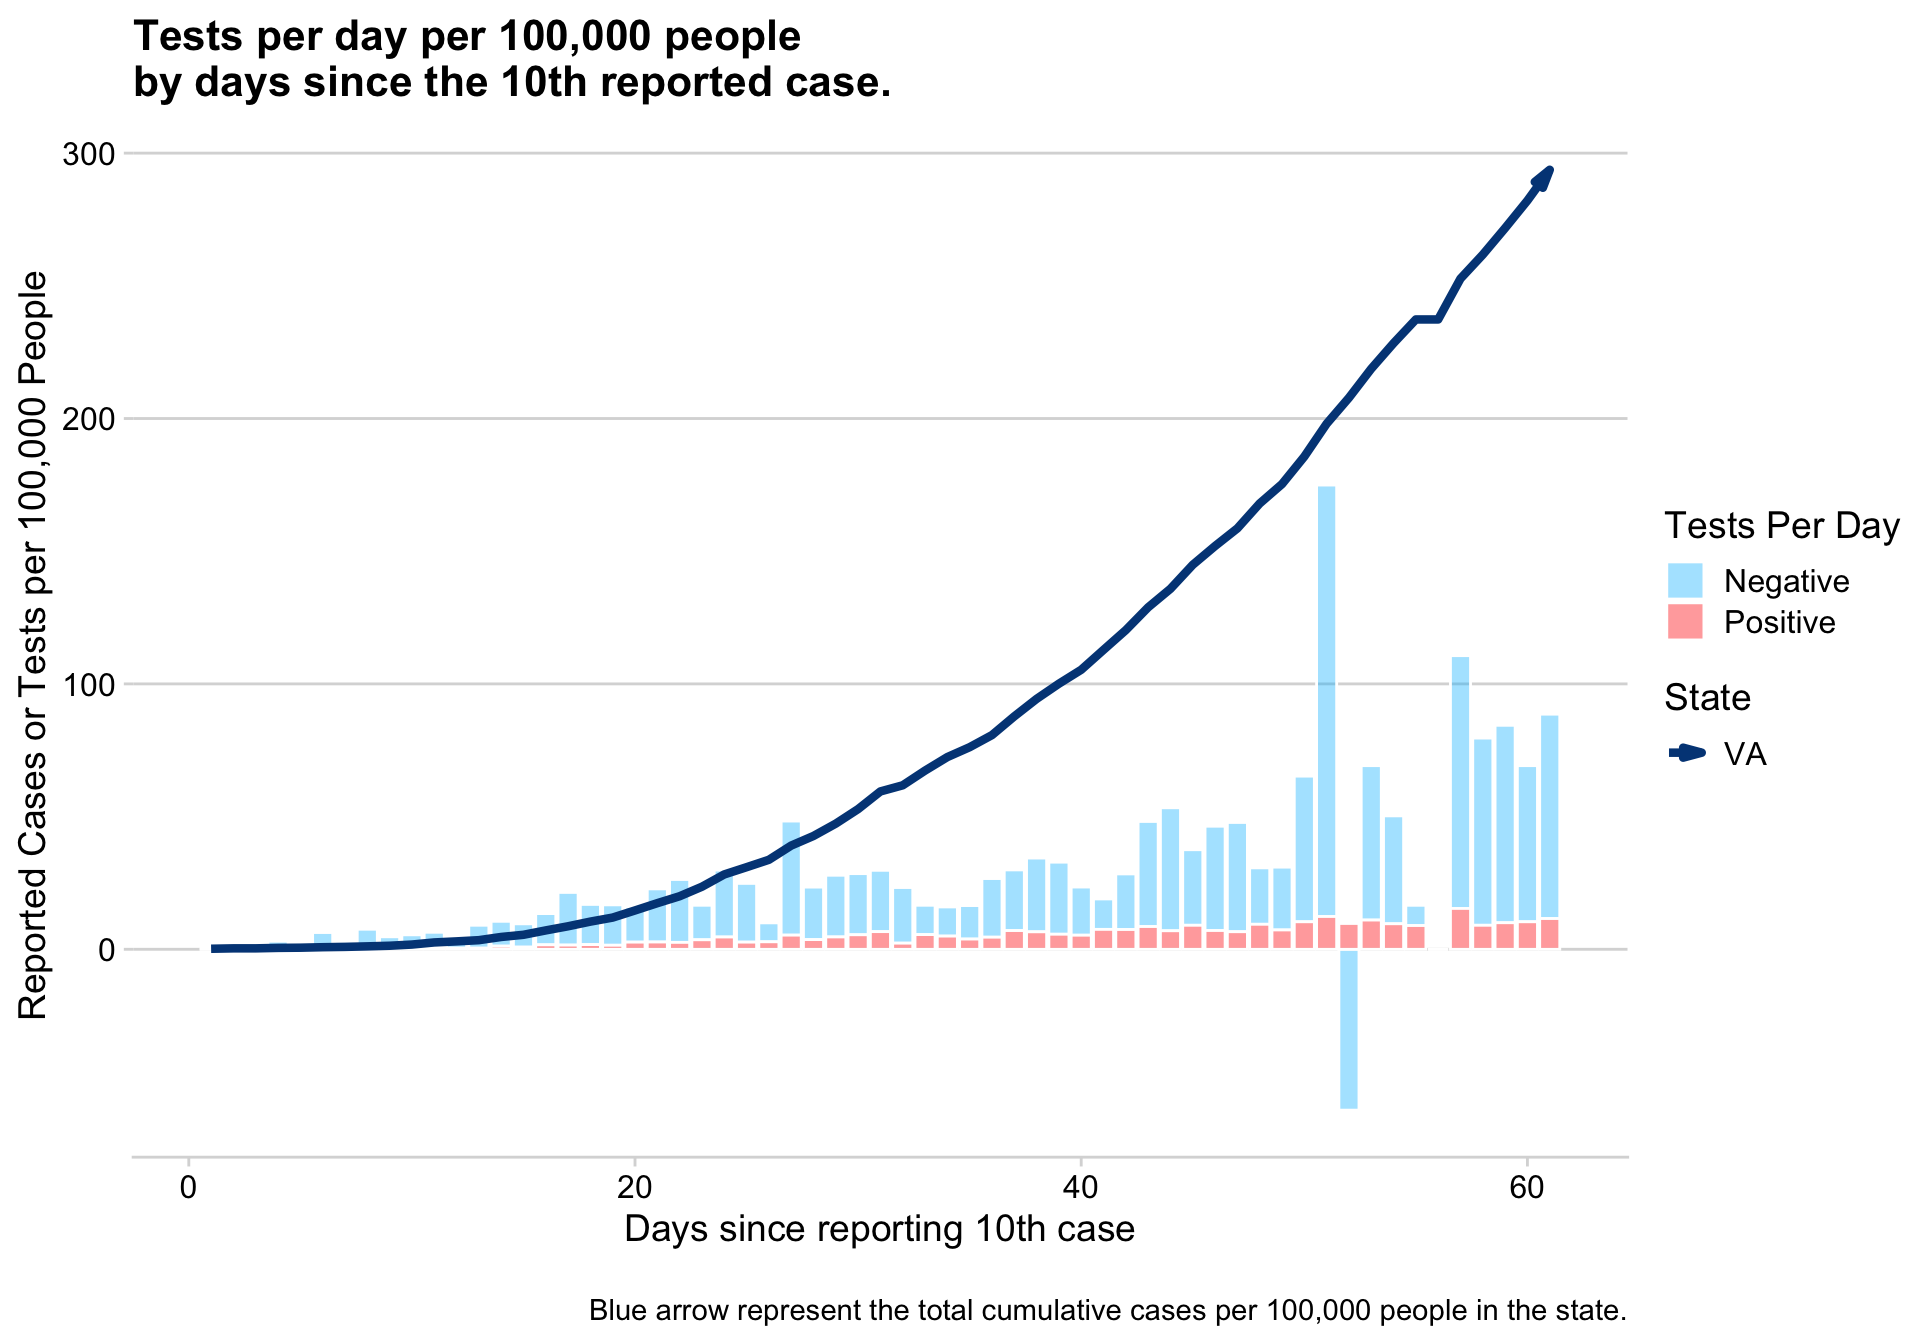 Tests per day per 100,000 people
by days since the 10th reported case.
Reported Cases or Tests per 100,000 People
300
200
100
0
0
20
40
60
Days since reporting 10th case
Tests Per Day
Negative
Positive
State
VA
Blue arrow represent the total cumulative cases per 100,000 people in the state.